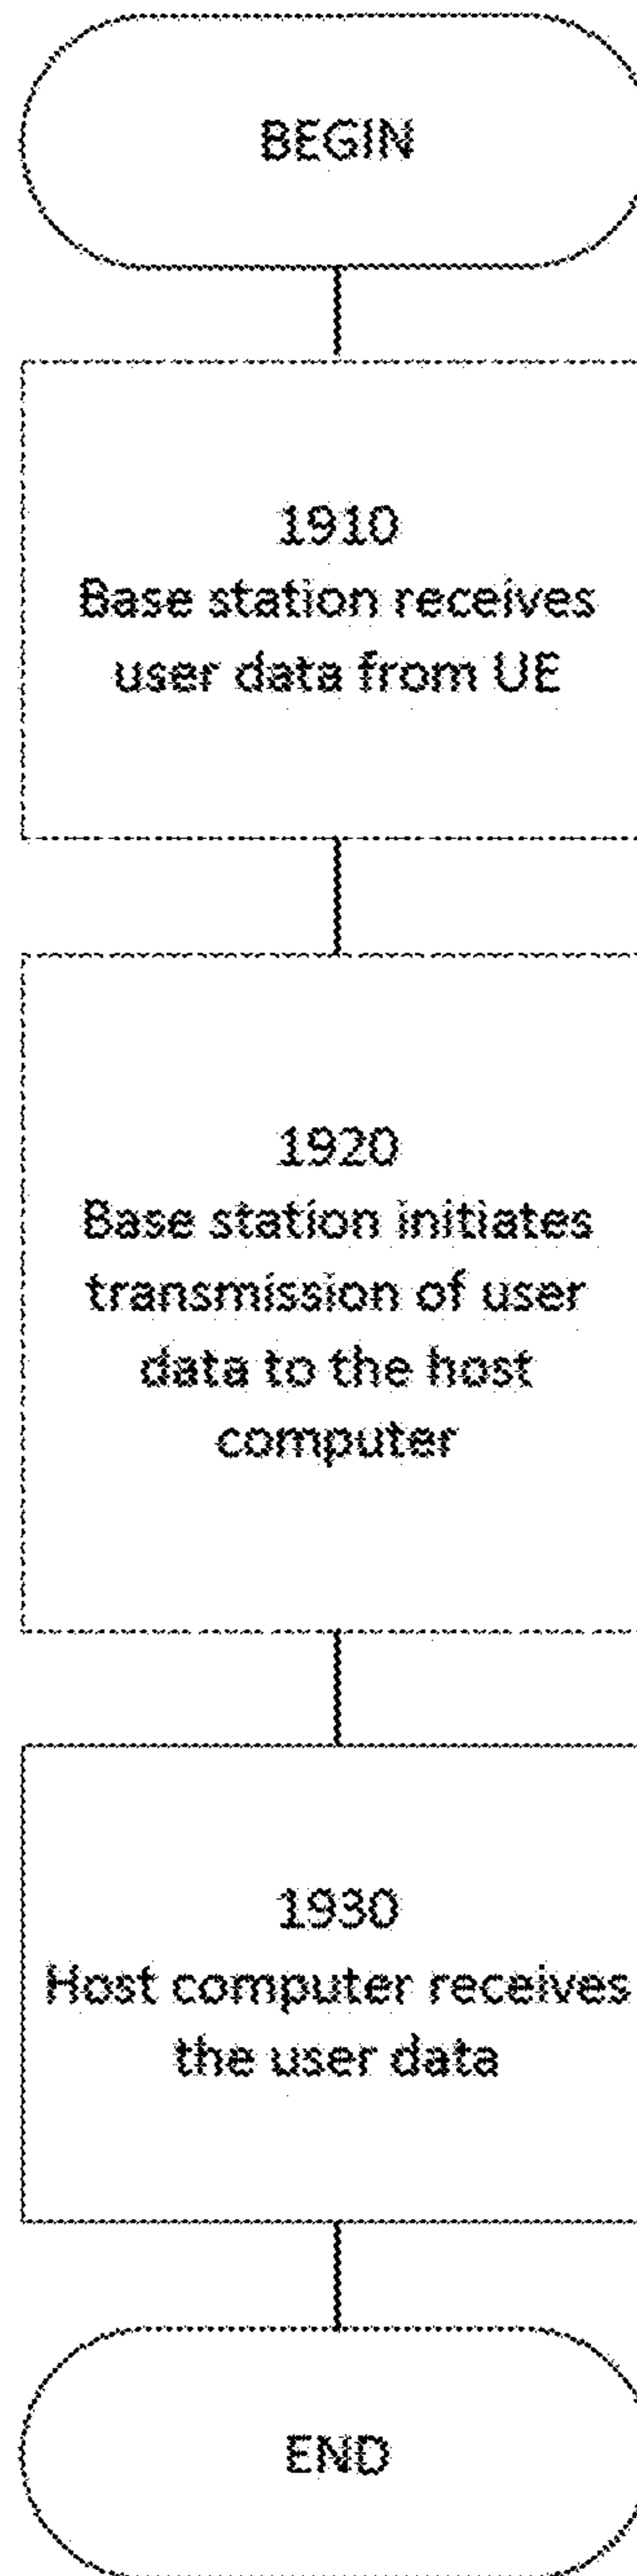 BEGIN
1910
Base station receives
user data from UE
1920
Base station initiates
transmission of user
data to the host
computer
1930
Host computer receives
the user data
END